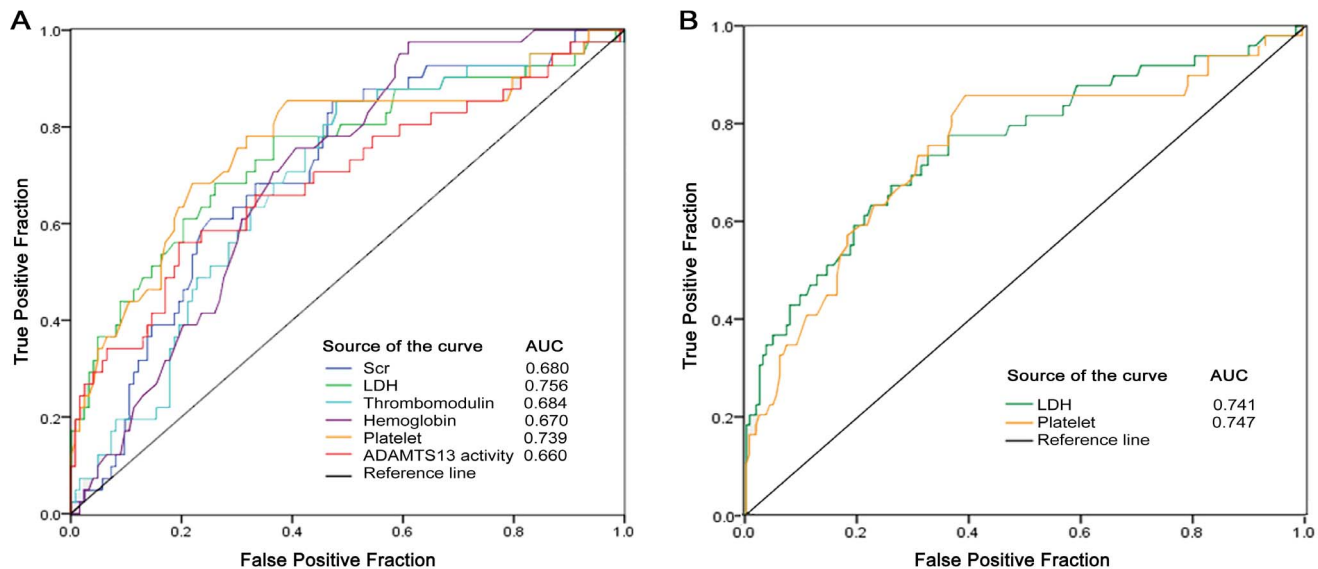 A
True Positive Fraction
1.0
0.8
0.6
0.4
0.2
0.0
0.0 0.2 0.4 0.6 0.8 1.0
False Positive Fraction
Source of the curve AUC
Scr 0.680
LDH 0.756
Thrombomodulin 0.684
Hemoglobin 0.670
Platelet 0.739
ADAMTS13 activity 0.660
Reference line
B
True Positive Fraction
1.0
0.8
0.6
0.4
0.2
0.0
0.0 0.2 0.4 0.6 0.8 1.0
False Positive Fraction
Source of the curve AUC
LDH 0.741
Platelet 0.747
Reference line